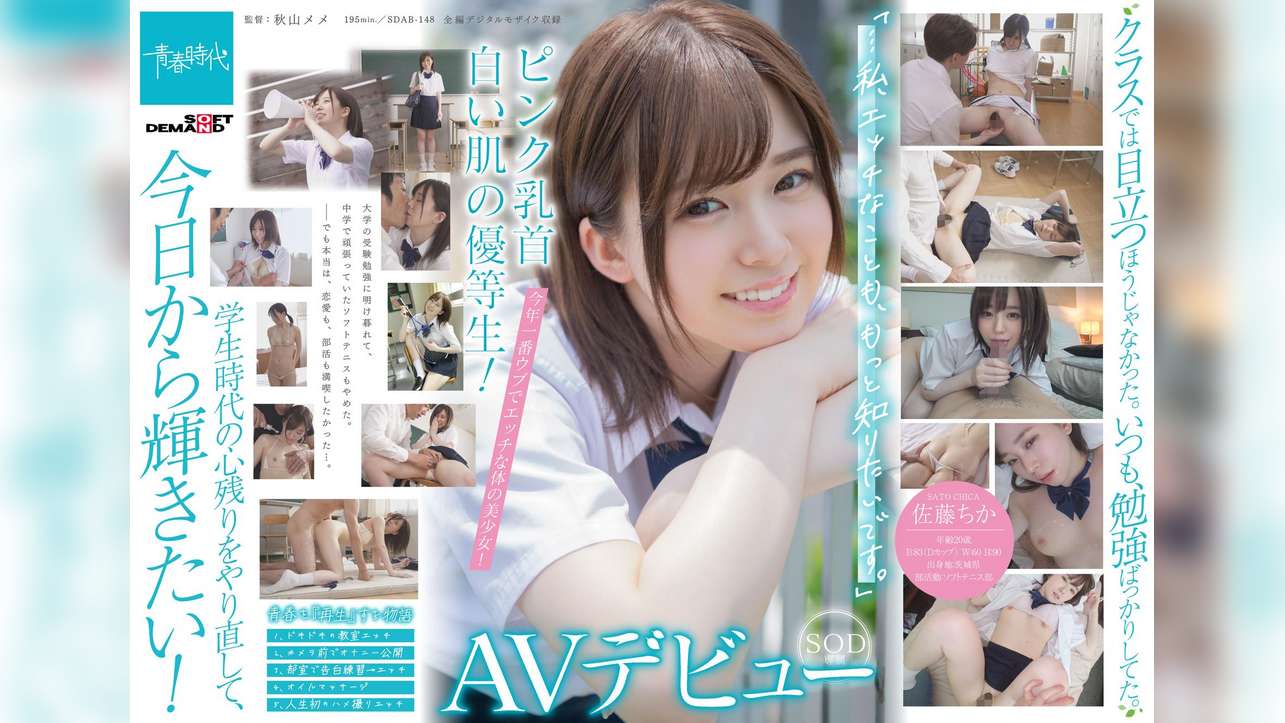 監督：秋山メメ 195min.／SDAB-148 全編デジタルモザイク収録
青春時代
SOFT
DEMAND
今日から輝きたい！
学生時代の心残りをやり直して、
ピンク乳首
白い肌の優等生！
今年一番ウブでエッチな体の美少女！
大学の受験勉強に明け暮れて、
中学で頑張っていたソフトテニスもやめた。
――でも本当は、恋愛も、部活も満喫したかった…。
「…私、エッチなことも、もっと知りたいです。」
クラスでは目立つほうじゃなかった。いつも、勉強ばっかりしてた。
SATO CHICA
佐藤ちか
年齢20歳
B:83(Dカップ) W:60 H:90
出身地:茨城県
部活動:ソフトテニス部
青春を『再生』する物語
1、ドキドキの教室エッチ
2、カメラ前でオナニー公開
3、部室で告白練習→エッチ
4、オイルマッサージ
5、人生初のハメ撮りエッチ
AVデビュー
SOD